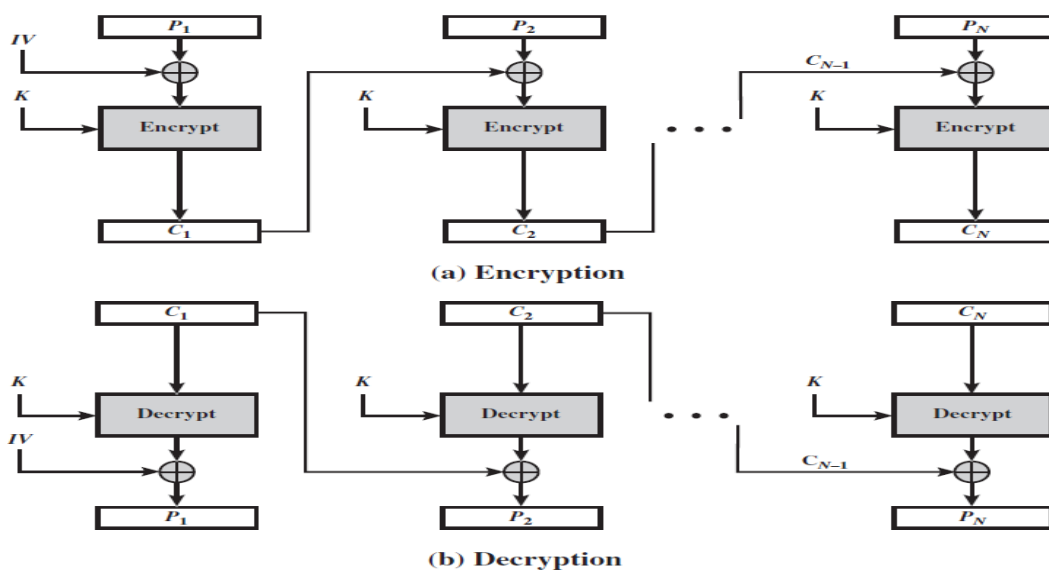 P1 P2 PN
IV
CN–1
K K K
Encrypt Encrypt Encrypt
C1 C2 CN
(a) Encryption
C1 C2 CN
K K K
Decrypt Decrypt Decrypt
IV
CN–1
P1 P2 PN
(b) Decryption